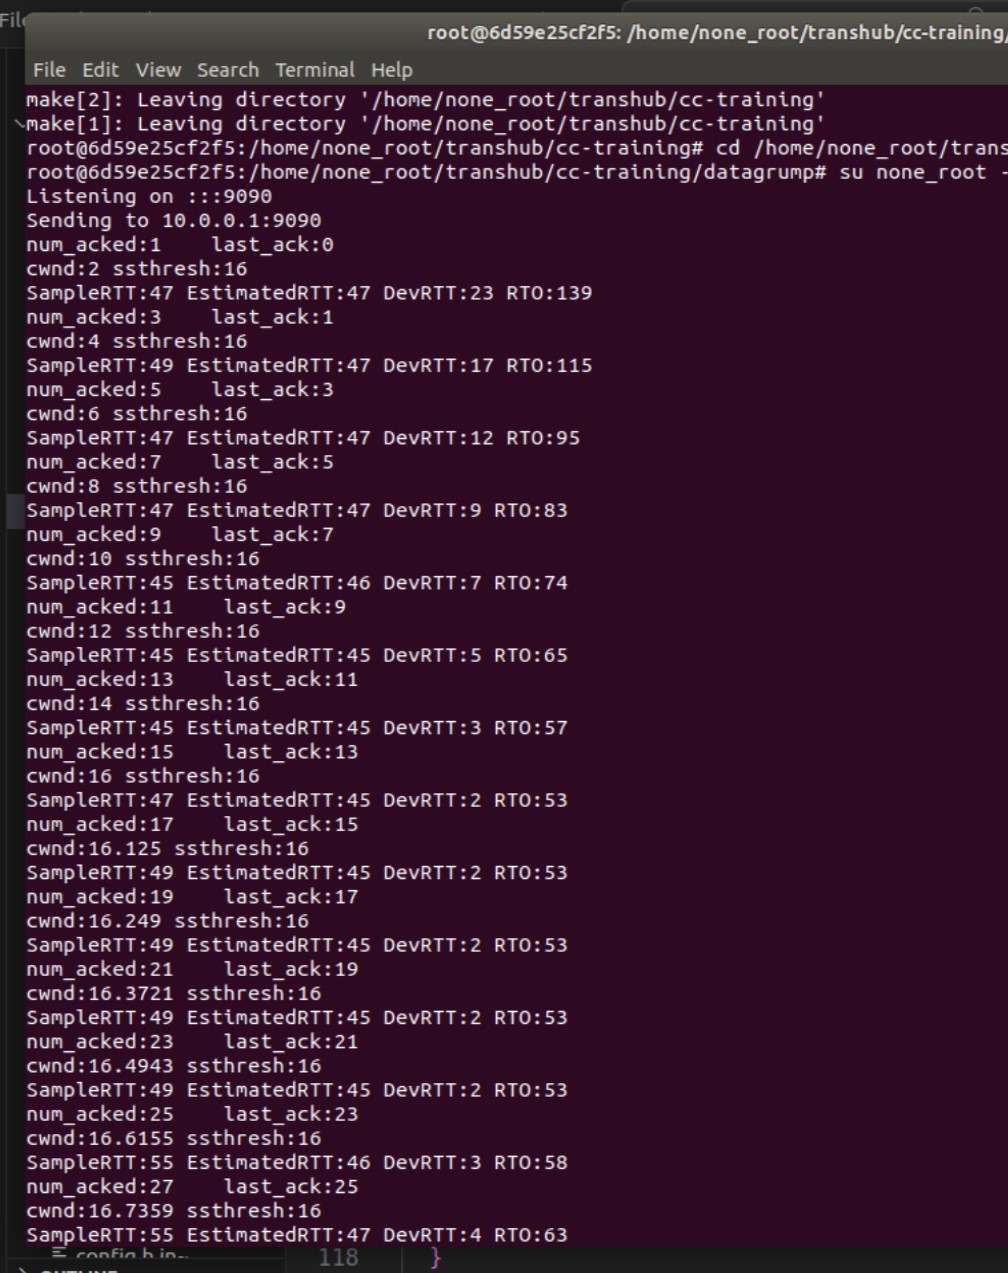 File
root@6d59e25cf2f5: /home/none_root/transhub/cc-training/
File Edit View Search Terminal Help
make[2]: Leaving directory '/home/none_root/transhub/cc-training'
make[1]: Leaving directory '/home/none_root/transhub/cc-training'
root@6d59e25cf2f5:/home/none_root/transhub/cc-training# cd /home/none_root/trans
root@6d59e25cf2f5:/home/none_root/transhub/cc-training/datagrump# su none_root -
Listening on :::9090
Sending to 10.0.0.1:9090
num_acked:1    last_ack:0
cwnd:2 ssthresh:16
SampleRTT:47 EstimatedRTT:47 DevRTT:23 RTO:139
num_acked:3    last_ack:1
cwnd:4 ssthresh:16
SampleRTT:49 EstimatedRTT:47 DevRTT:17 RTO:115
num_acked:5    last_ack:3
cwnd:6 ssthresh:16
SampleRTT:47 EstimatedRTT:47 DevRTT:12 RTO:95
num_acked:7    last_ack:5
cwnd:8 ssthresh:16
SampleRTT:47 EstimatedRTT:47 DevRTT:9 RTO:83
num_acked:9    last_ack:7
cwnd:10 ssthresh:16
SampleRTT:45 EstimatedRTT:46 DevRTT:7 RTO:74
num_acked:11    last_ack:9
cwnd:12 ssthresh:16
SampleRTT:45 EstimatedRTT:45 DevRTT:5 RTO:65
num_acked:13    last_ack:11
cwnd:14 ssthresh:16
SampleRTT:45 EstimatedRTT:45 DevRTT:3 RTO:57
num_acked:15    last_ack:13
cwnd:16 ssthresh:16
SampleRTT:47 EstimatedRTT:45 DevRTT:2 RTO:53
num_acked:17    last_ack:15
cwnd:16.125 ssthresh:16
SampleRTT:49 EstimatedRTT:45 DevRTT:2 RTO:53
num_acked:19    last_ack:17
cwnd:16.249 ssthresh:16
SampleRTT:49 EstimatedRTT:45 DevRTT:2 RTO:53
num_acked:21    last_ack:19
cwnd:16.3721 ssthresh:16
SampleRTT:49 EstimatedRTT:45 DevRTT:2 RTO:53
num_acked:23    last_ack:21
cwnd:16.4943 ssthresh:16
SampleRTT:49 EstimatedRTT:45 DevRTT:2 RTO:53
num_acked:25    last_ack:23
cwnd:16.6155 ssthresh:16
SampleRTT:55 EstimatedRTT:46 DevRTT:3 RTO:58
num_acked:27    last_ack:25
cwnd:16.7359 ssthresh:16
SampleRTT:55 EstimatedRTT:47 DevRTT:4 RTO:63
118 }